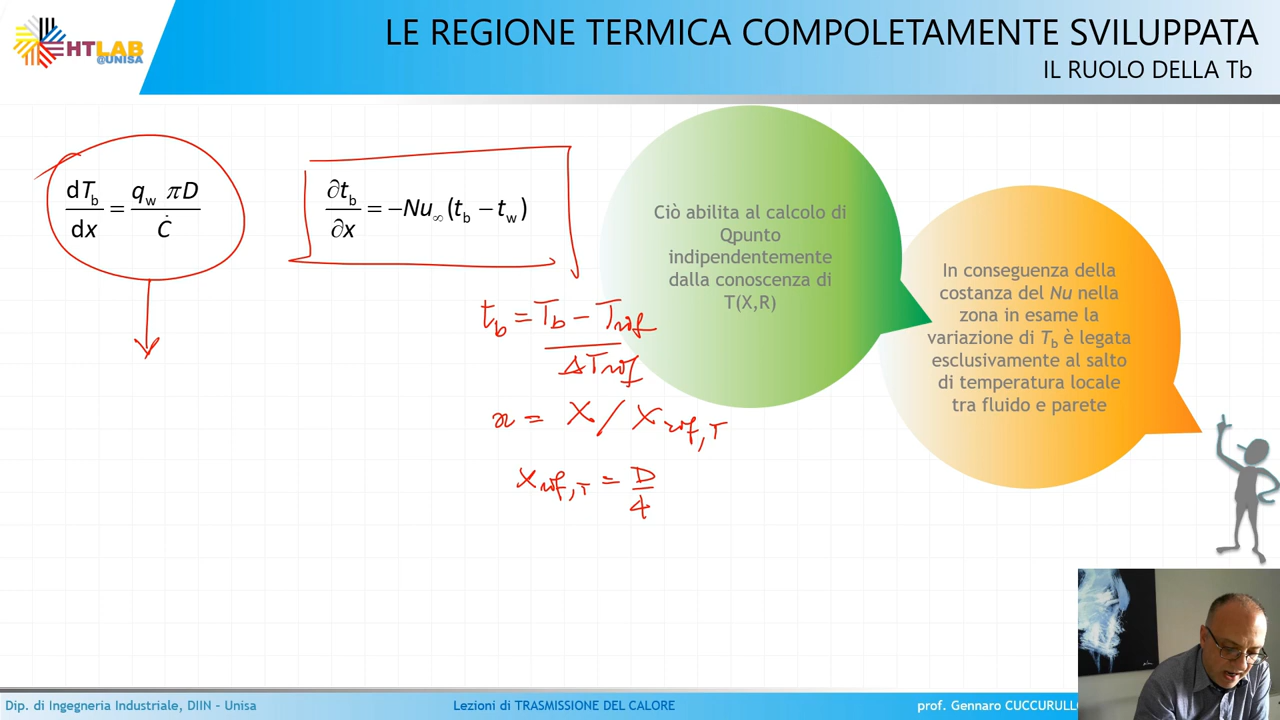 HTLAB
@UNISA
LE REGIONE TERMICA COMPOLETAMENTE SVILUPPATA
IL RUOLO DELLA Tb
dT_b/dx = q_w πD / Ċ
∂t_b/∂x = -Nu_∞ (t_b - t_w)
Ciò abilita al calcolo di
Qpunto
indipendentemente
dalla conoscenza di
T(X,R)
In conseguenza della
costanza del Nu nella
zona in esame la
variazione di T_b è legata
esclusivamente al salto
di temperatura locale
tra fluido e parete
t_b = T_b - T_rif / ΔT_rif
x = X / X_rif,T
X_rif,T = D/4
Dip. di Ingegneria Industriale, DIIN - Unisa
Lezioni di TRASMISSIONE DEL CALORE
prof. Gennaro CUCCURULLO